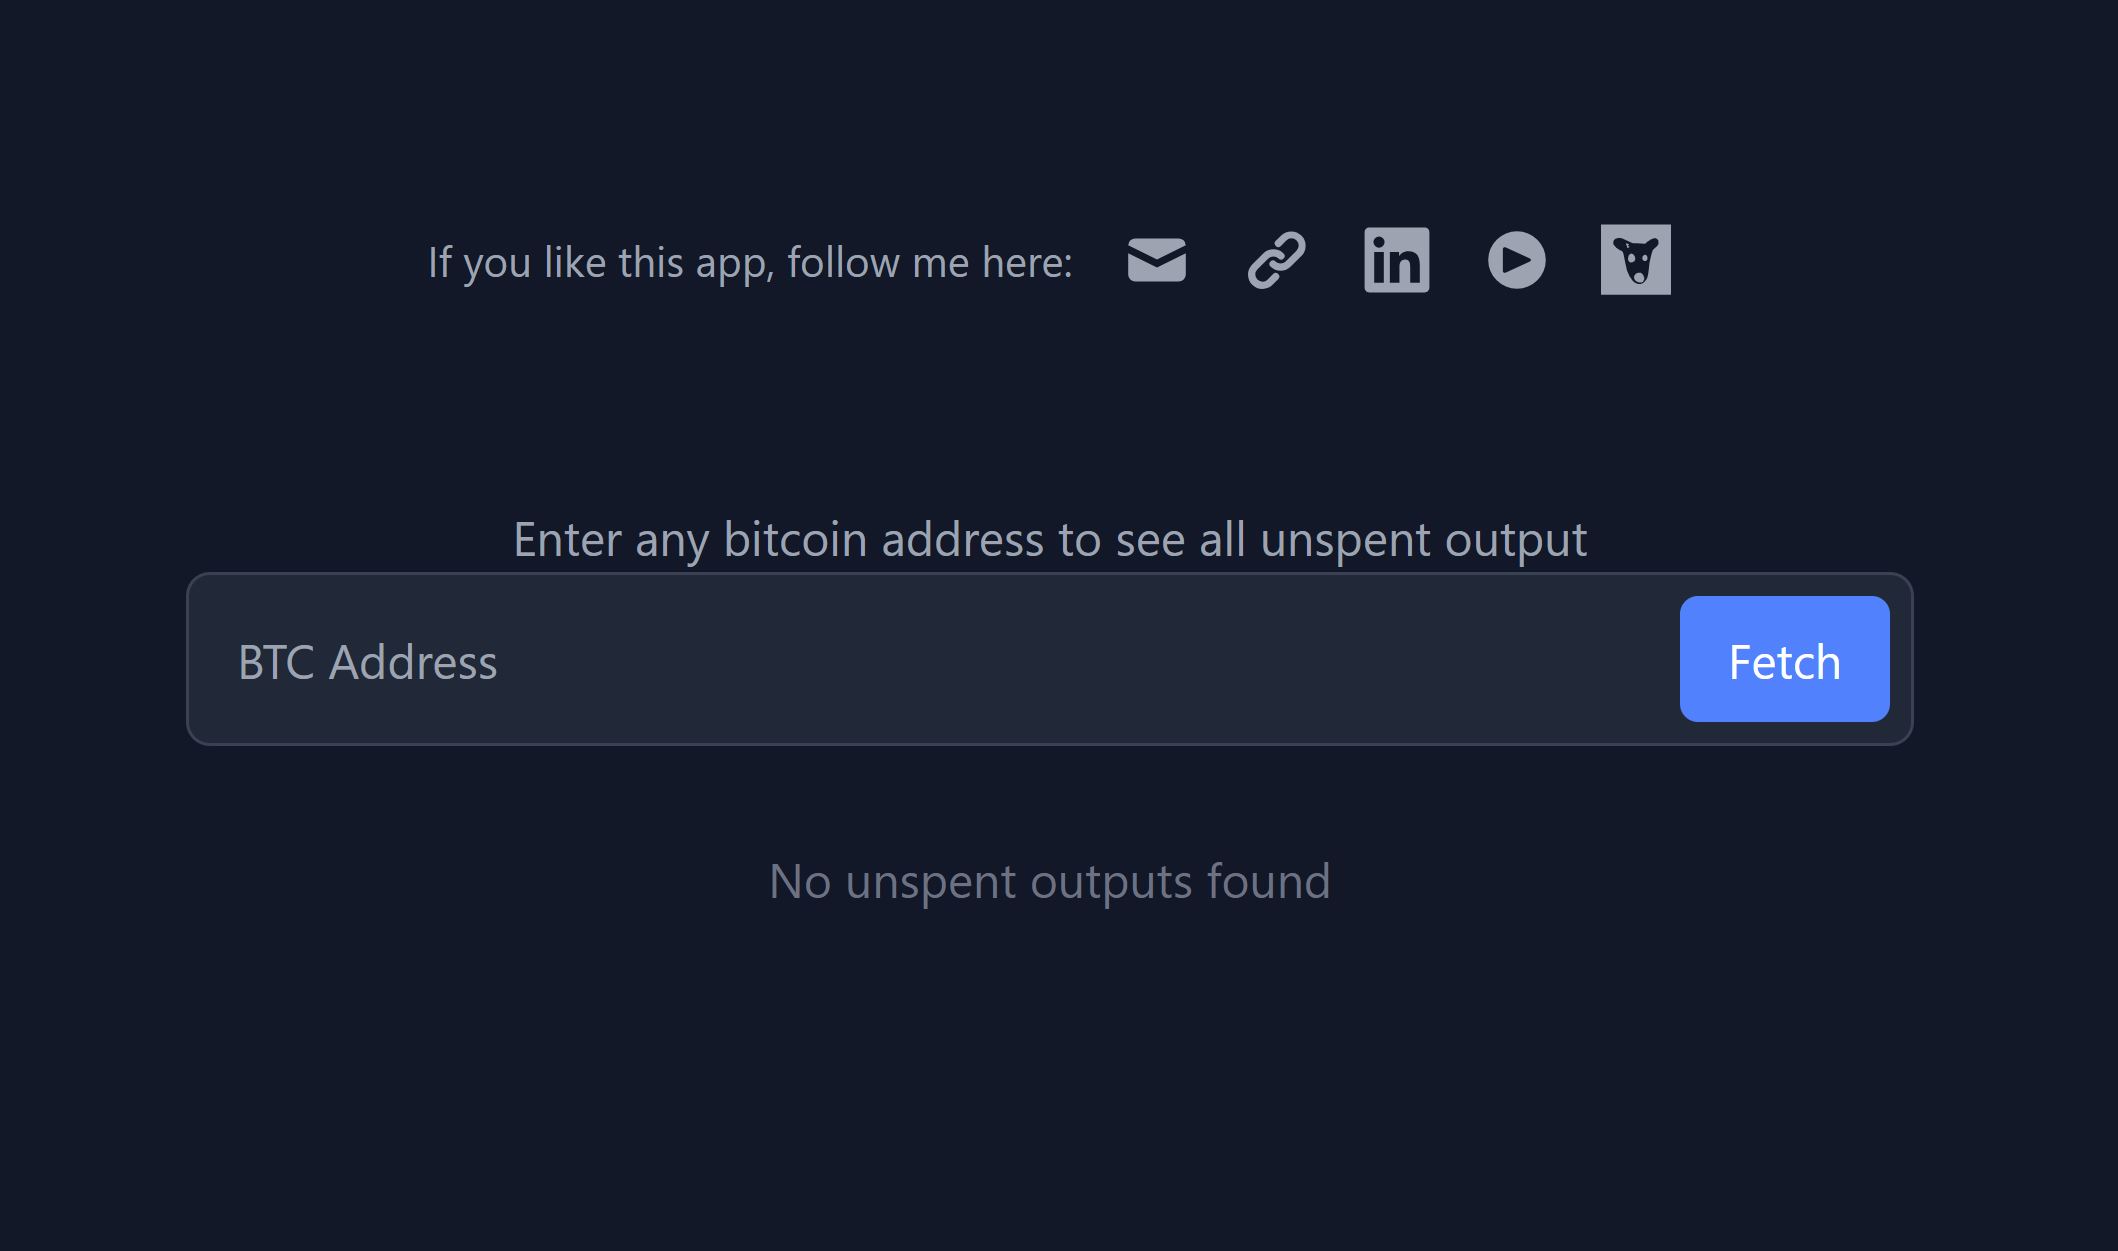 If you like this app, follow me here:
in
Enter any bitcoin address to see all unspent output
BTC Address
Fetch
No unspent outputs found